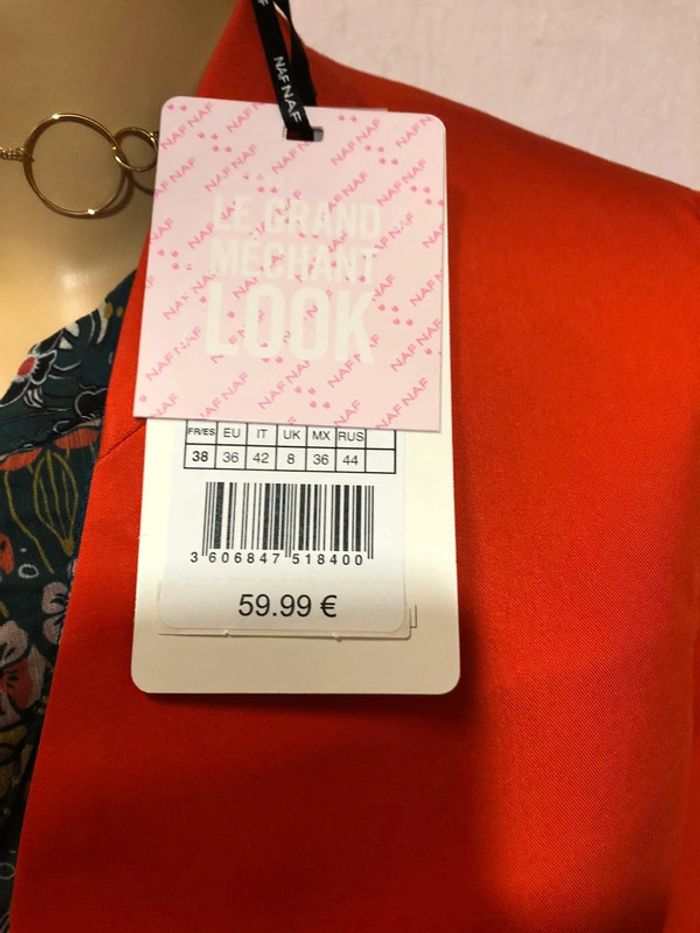 NAF NAF
LE GRAND
MÉCHANT
LOOK
FR/ES EU IT UK MX RUS
38 36 42 8 36 44
3 606847 518400
59.99 €